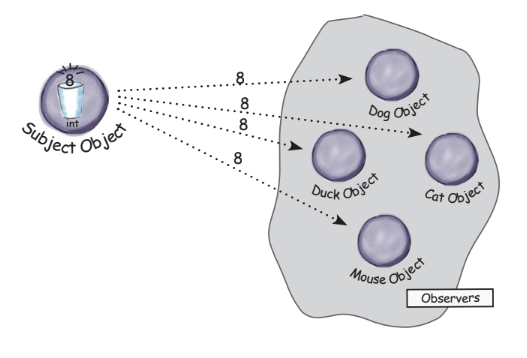 8
int
Subject Object
8
8
8
8
Dog Object
Duck Object
Cat Object
Mouse Object
Observers